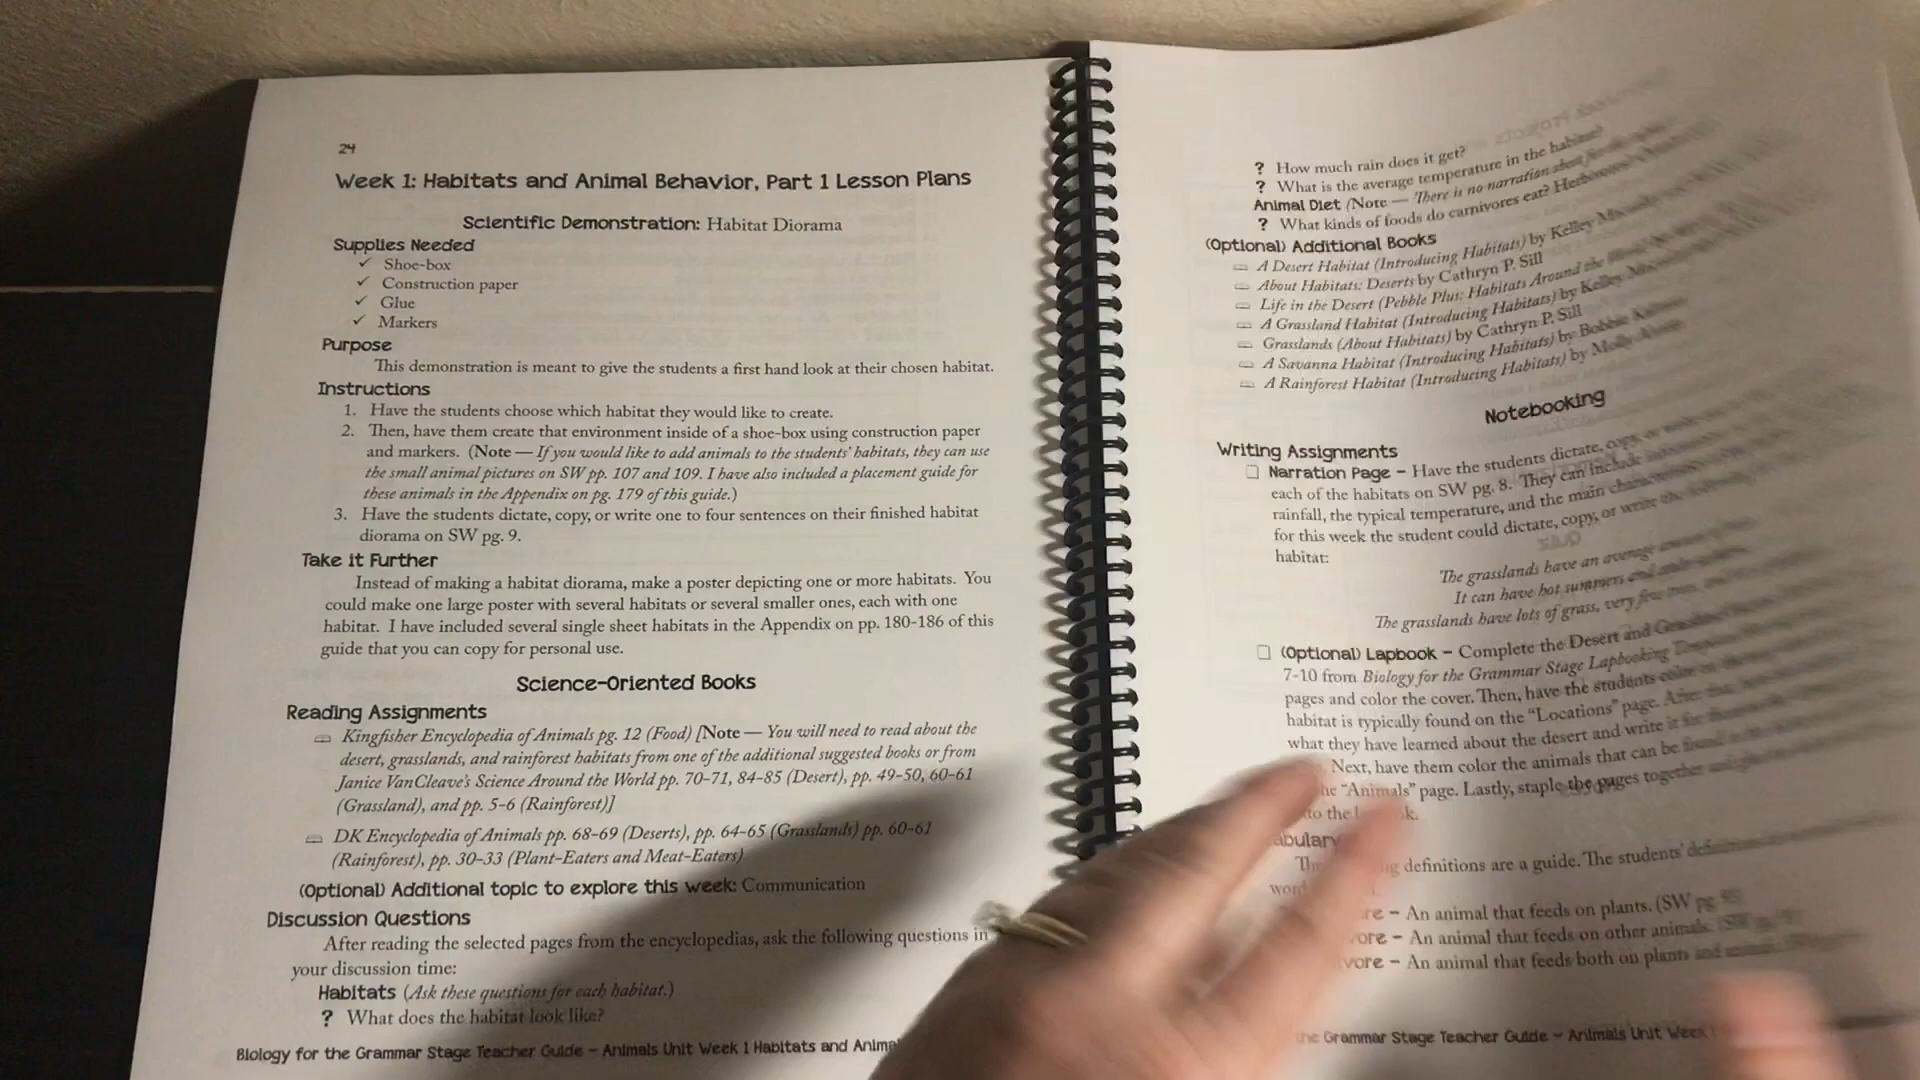 24
Week 1: Habitats and Animal Behavior, Part 1 Lesson Plans
Scientific Demonstration: Habitat Diorama
Supplies Needed
✓ Shoe-box
✓ Construction paper
✓ Glue
✓ Markers
Purpose
This demonstration is meant to give the students a first hand look at their chosen habitat.
Instructions
1. Have the students choose which habitat they would like to create.
2. Then, have them create that environment inside of a shoe-box using construction paper
and markers. (Note — If you would like to add animals to the students' habitats, they can use
the small animal pictures on SW pp. 107 and 109. I have also included a placement guide for
these animals in the Appendix on pg. 179 of this guide.)
3. Have the students dictate, copy, or write one to four sentences on their finished habitat
diorama on SW pg. 9.
Take it Further
Instead of making a habitat diorama, make a poster depicting one or more habitats. You
could make one large poster with several habitats or several smaller ones, each with one
habitat. I have included several single sheet habitats in the Appendix on pp. 180-186 of this
guide that you can copy for personal use.
Science-Oriented Books
Reading Assignments
Kingfisher Encyclopedia of Animals pg. 12 (Food) [Note — You will need to read about the
desert, grasslands, and rainforest habitats from one of the additional suggested books or from
Janice VanCleave's Science Around the World pp. 70-71, 84-85 (Desert), pp. 49-50, 60-61
(Grassland), and pp. 5-6 (Rainforest)]
DK Encyclopedia of Animals pp. 68-69 (Deserts), pp. 64-65 (Grasslands) pp. 60-61
(Rainforest), pp. 30-33 (Plant-Eaters and Meat-Eaters)
(Optional) Additional topic to explore this week: Communication
Discussion Questions
After reading the selected pages from the encyclopedias, ask the following questions in
your discussion time:
Habitats (Ask these questions for each habitat.)
? What does the habitat look like?
Biology for the Grammar Stage Teacher Guide - Animals Unit Week 1 Habitats and
? How much rain does it get?
? What is the average temperature in the habitat?
Animal Diet (Note — There is no narration
? What kinds of foods do carnivores eat?
(Optional) Additional Books
A Desert Habitat (Introducing Habitats) by Kelley
About Habitats: Deserts by Cathryn P. Sill
Life in the Desert (Pebble Plus: Habitats Around the
A Grassland Habitat (Introducing Habitats) by Kelley
Grasslands (About Habitats) by Cathryn P. Sill
A Savanna Habitat (Introducing Habitats) by Bobbie
A Rainforest Habitat (Introducing Habitats) by Molly
Notebooking
Writing Assignments
Narration Page – Have the students dictate, copy, or
each of the habitats on SW pg. 8. They can include
rainfall, the typical temperature, and the main
for this week the student could dictate, copy, or write
habitat:
The grasslands have an average
It can have hot summers and
The grasslands have lots of grass, very few
(Optional) Lapbook – Complete the Desert and
7-10 from Biology for the Grammar Stage Lapbooking
pages and color the cover. Then, have the students color
habitat is typically found on the "Locations" page. After
what they have learned about the desert and write it
Next, have them color the animals that can be found
"Animals" page. Lastly, staple the pages together
to the
definitions are a guide. The students'
– An animal that feeds on plants. (SW pg.
– An animal that feeds on other animals. (SW
– An animal that feeds both on plants and
the Grammar Stage Teacher Guide – Animals Unit Week